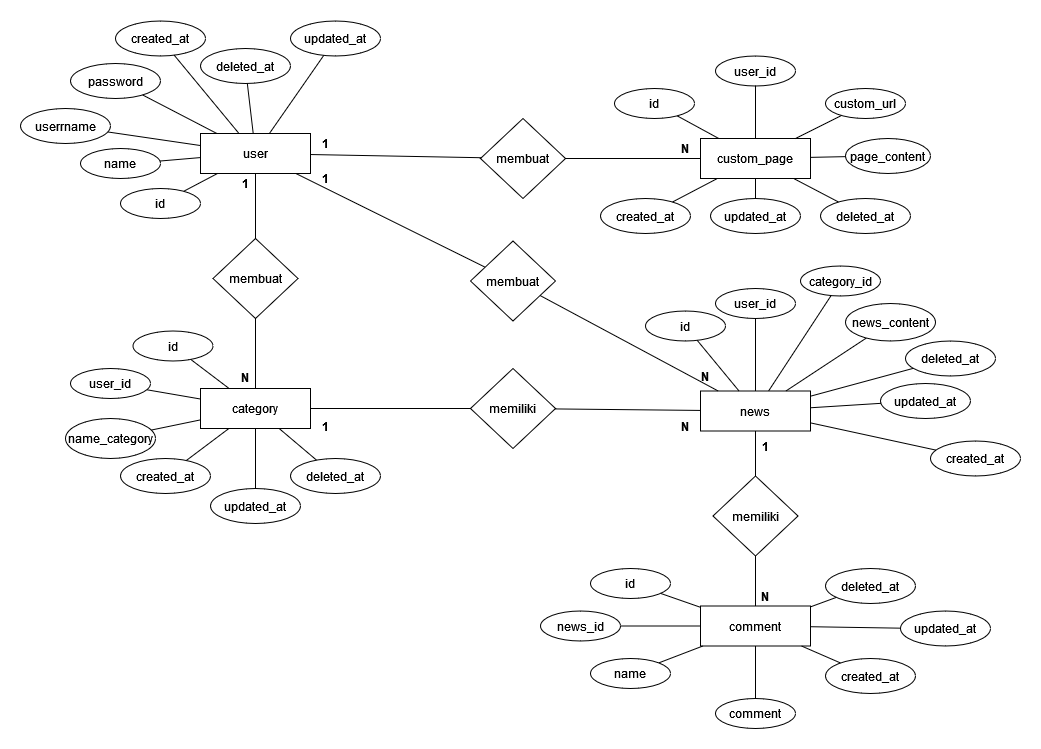 created_at
updated_at
deleted_at
password
userrname
name
id
user
1
1
1
membuat
N
user_id
id
custom_url
custom_page
page_content
created_at
updated_at
deleted_at
membuat
membuat
N
N
id
user_id
category_id
news_content
deleted_at
updated_at
created_at
news
N
1
id
user_id
name_category
created_at
updated_at
deleted_at
category
1
memiliki
memiliki
N
id
news_id
name
comment
comment
deleted_at
updated_at
created_at